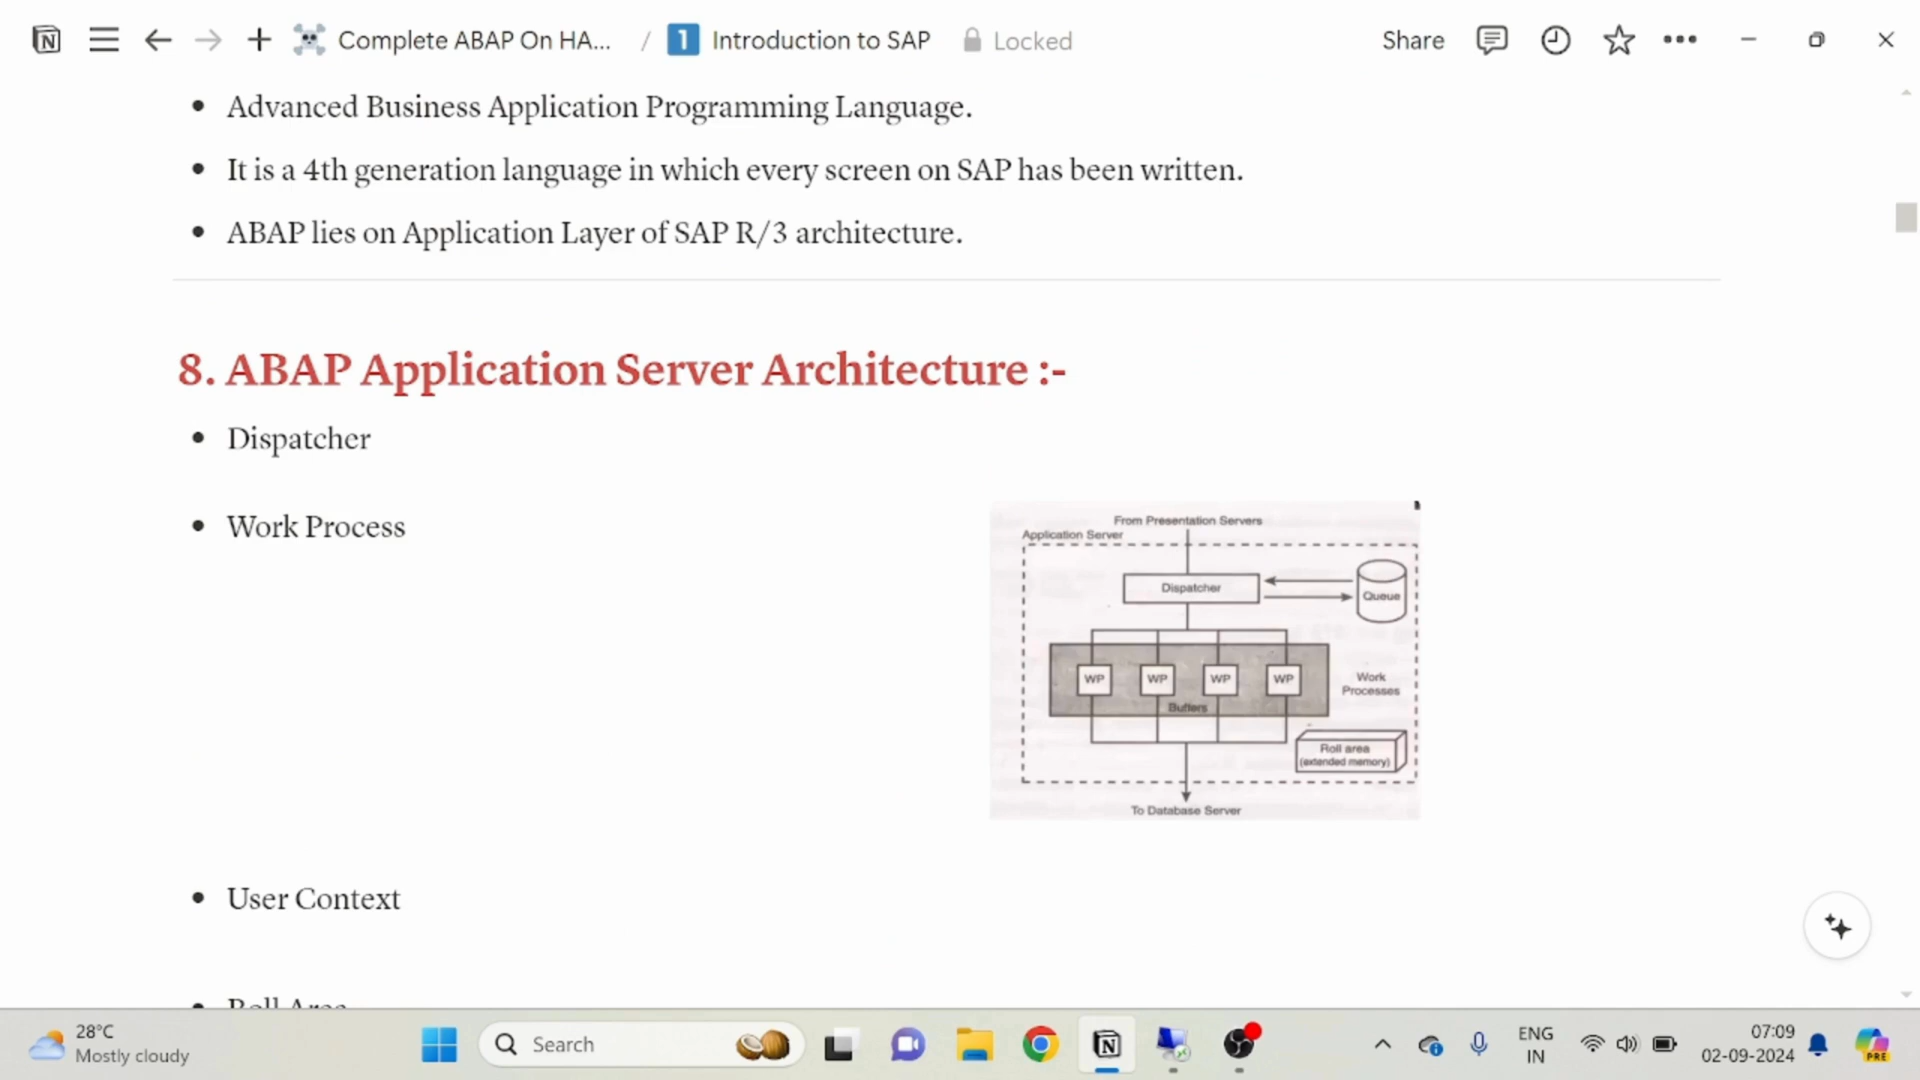 Complete ABAP On HA... / 1 Introduction to SAP Locked Share
Advanced Business Application Programming Language.
It is a 4th generation language in which every screen on SAP has been written.
ABAP lies on Application Layer of SAP R/3 architecture.
8. ABAP Application Server Architecture :-
Dispatcher
Work Process
From Presentation Servers
Application Server
Dispatcher
Queue
WP WP WP WP
Work
Processes
Buffers
Roll area
(extended memory)
To Database Server
User Context
Roll Area
28°C
Mostly cloudy
Search
ENG
IN
07:09
02-09-2024
PRE